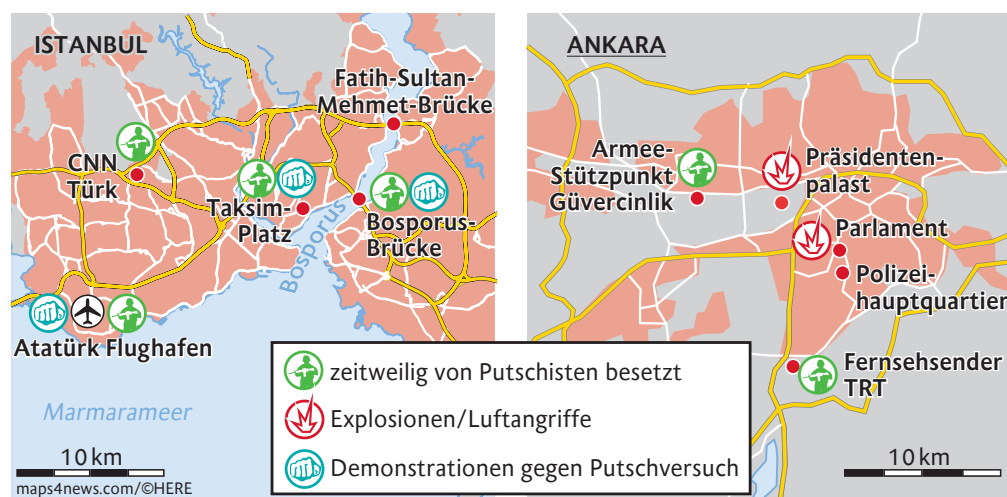 ISTANBUL
Fatih-Sultan-
Mehmet-Brücke
CNN
Türk
Taksim-
Platz
Bosporus-
Brücke
Bosporus
Atatürk Flughafen
Marmarameer
10 km
maps4news.com/©HERE
ANKARA
Armee-
Stützpunkt
Güvercinlik
Präsidenten-
palast
Parlament
Polizei-
hauptquartier
Fernsehsender
TRT
10 km
zeitweilig von Putschisten besetzt
Explosionen/Luftangriffe
Demonstrationen gegen Putschversuch